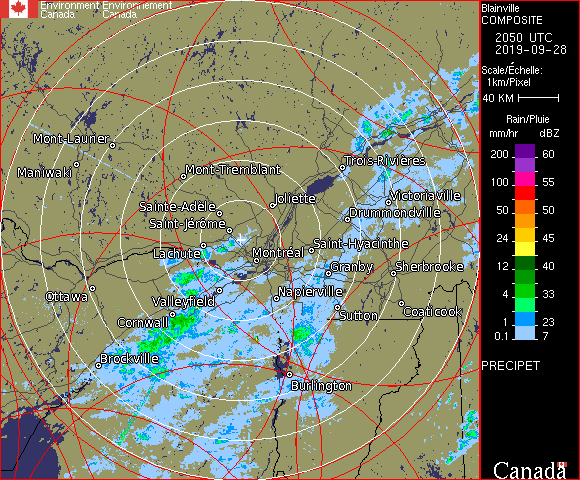 Environment Environnement
Canada Canada
Blainville
COMPOSITE
2050 UTC
2019-09-28
Scale/Échelle:
1km/Pixel
40 KM
Rain/Pluie
mm/hr dBZ
200 60
100 55
50 50
24 45
12 40
4 33
1 23
0.1 7
PRECIPET
Canada
Mont-Laurier
Maniwaki
Mont-Tremblant
Trois-Rivières
Joliette
Victoriaville
Sainte-Adèle
Drummondville
Saint-Jérôme
Saint-Hyacinthe
Lachute
Montréal
Granby
Sherbrooke
Ottawa
Valleyfield
Napierville
Coaticook
Sutton
Cornwall
Brockville
Burlington